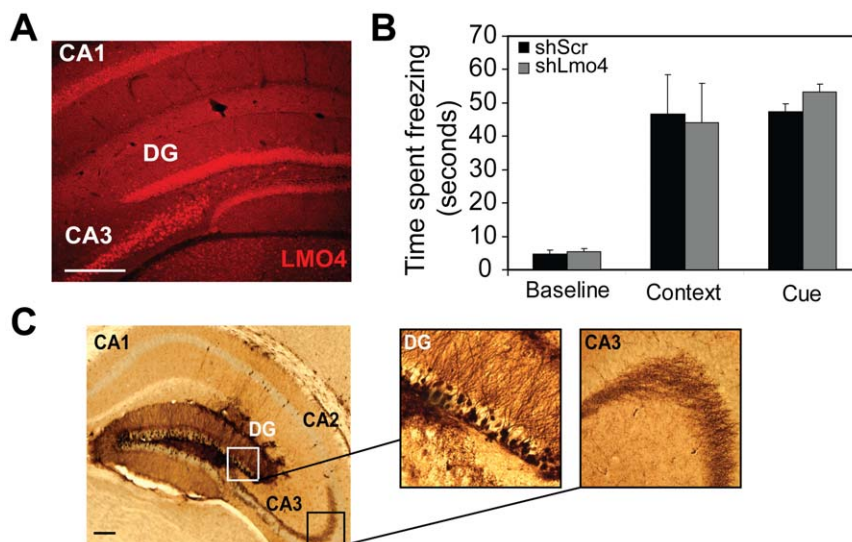 A
CA1
DG
CA3
LMO4
B
Time spent freezing
(seconds)
70
60
50
40
30
20
10
0
shScr
shLmo4
Baseline
Context
Cue
C
CA1
CA2
DG
CA3
DG
CA3